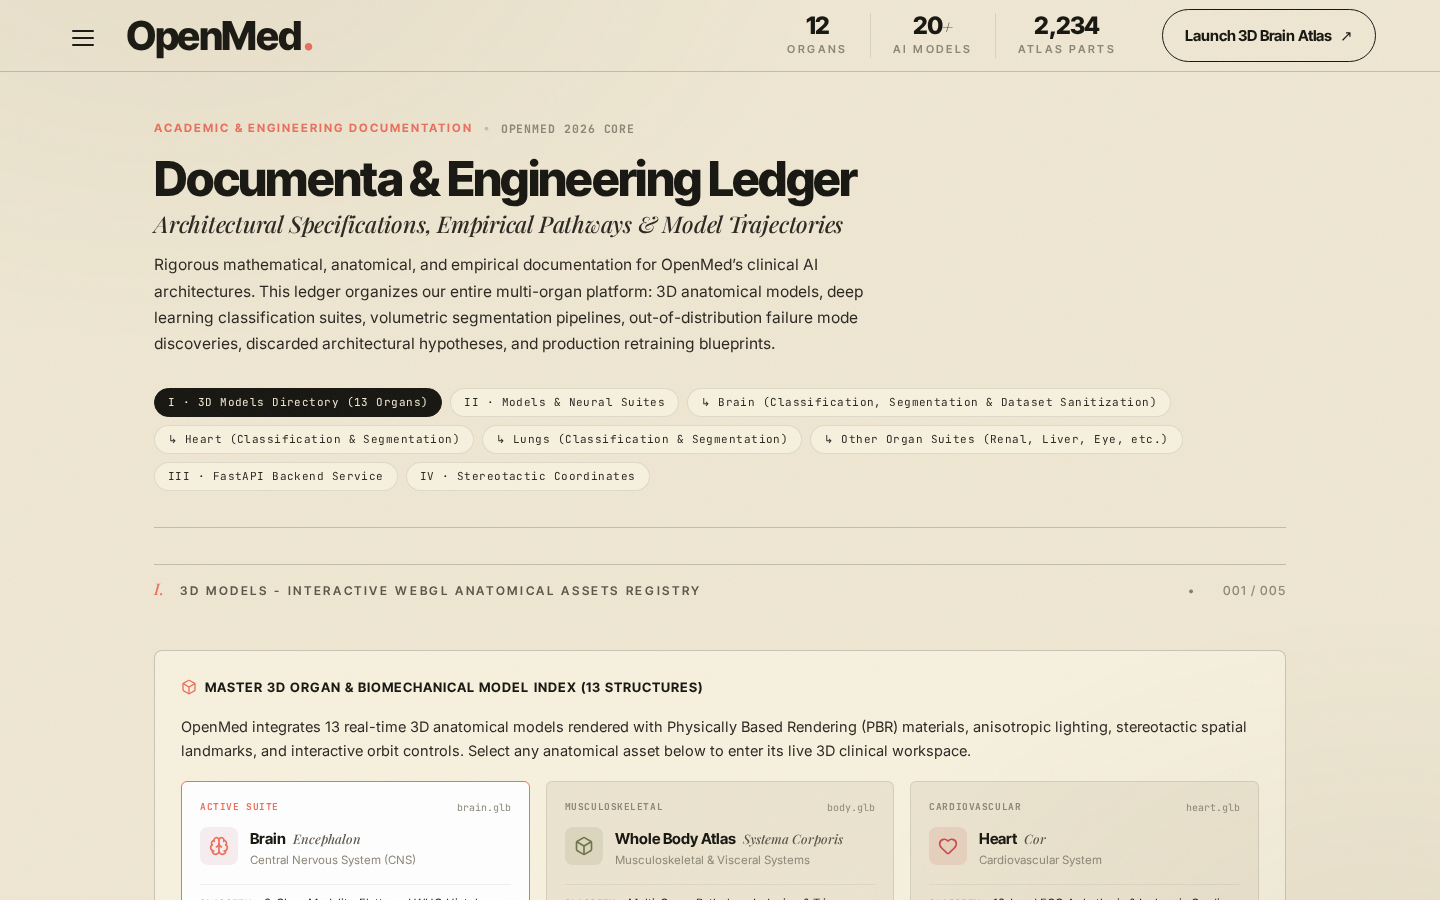 OpenMed.
12
ORGANS
20+
AI MODELS
2,234
ATLAS PARTS
Launch 3D Brain Atlas ↗
ACADEMIC & ENGINEERING DOCUMENTATION • OPENMED 2026 CORE
Documenta & Engineering Ledger
Architectural Specifications, Empirical Pathways & Model Trajectories
Rigorous mathematical, anatomical, and empirical documentation for OpenMed’s clinical AI
architectures. This ledger organizes our entire multi-organ platform: 3D anatomical models, deep
learning classification suites, volumetric segmentation pipelines, out-of-distribution failure mode
discoveries, discarded architectural hypotheses, and production retraining blueprints.
I · 3D Models Directory (13 Organs)
II · Models & Neural Suites
↳ Brain (Classification, Segmentation & Dataset Sanitization)
↳ Heart (Classification & Segmentation)
↳ Lungs (Classification & Segmentation)
↳ Other Organ Suites (Renal, Liver, Eye, etc.)
III · FastAPI Backend Service
IV · Stereotactic Coordinates
I. 3D MODELS - INTERACTIVE WEBGL ANATOMICAL ASSETS REGISTRY • 001 / 005
MASTER 3D ORGAN & BIOMECHANICAL MODEL INDEX (13 STRUCTURES)
OpenMed integrates 13 real-time 3D anatomical models rendered with Physically Based Rendering (PBR) materials, anisotropic lighting, stereotactic spatial
landmarks, and interactive orbit controls. Select any anatomical asset below to enter its live 3D clinical workspace.
ACTIVE SUITE brain.glb
Brain Encephalon
Central Nervous System (CNS)
MUSCULOSKELETAL body.glb
Whole Body Atlas Systema Corporis
Musculoskeletal & Visceral Systems
CARDIOVASCULAR heart.glb
Heart Cor
Cardiovascular System